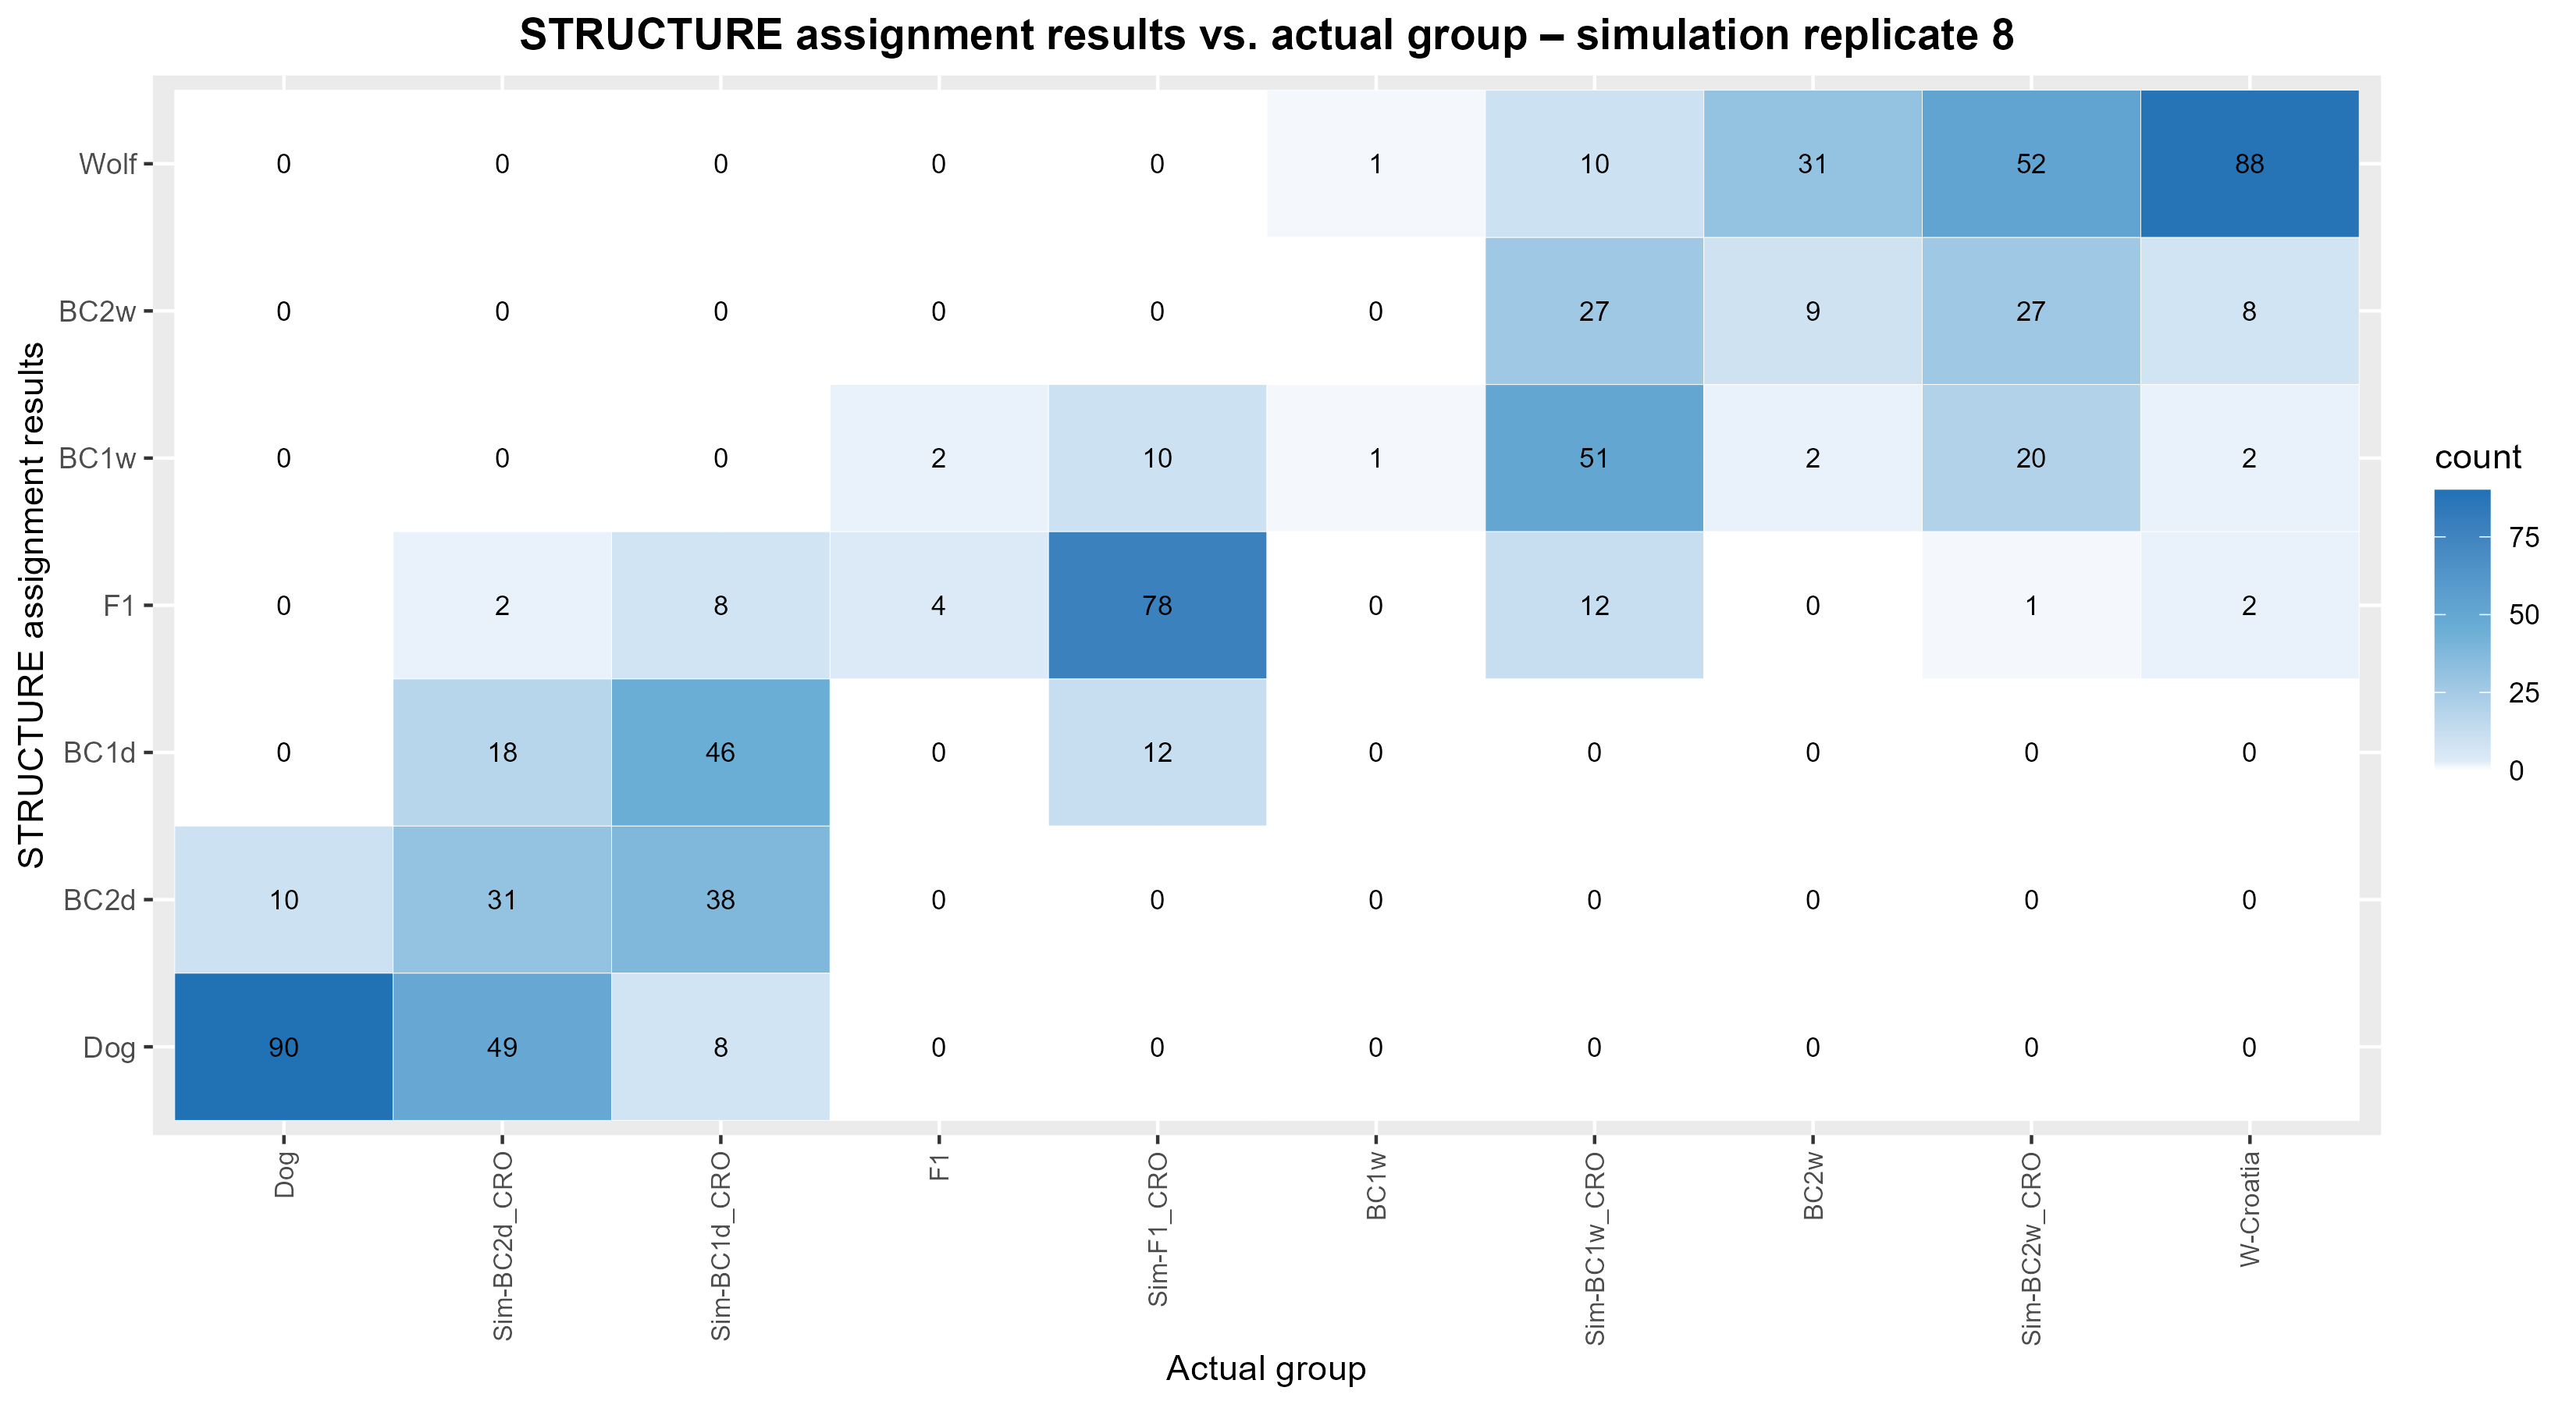 STRUCTURE assignment results vs. actual group – simulation replicate 8
STRUCTURE assignment results
Wolf 0 0 0 0 0 1 10 31 52 88
BC2w 0 0 0 0 0 0 27 9 27 8
BC1w 0 0 0 2 10 1 51 2 20 2
F1 0 2 8 4 78 0 12 0 1 2
BC1d 0 18 46 0 12 0 0 0 0 0
BC2d 10 31 38 0 0 0 0 0 0 0
Dog 90 49 8 0 0 0 0 0 0 0
Dog
Sim-BC2d_CRO
Sim-BC1d_CRO
F1
Sim-F1_CRO
BC1w
Sim-BC1w_CRO
BC2w
Sim-BC2w_CRO
W-Croatia
Actual group
count
75
50
25
0